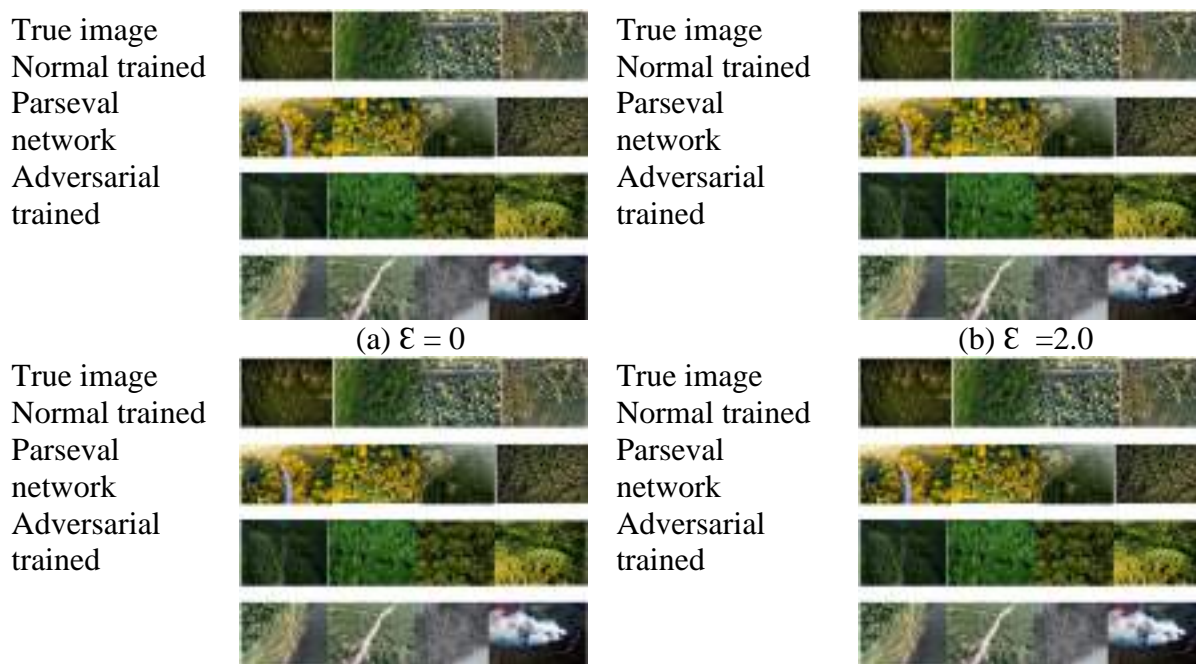 True image
Normal trained
Parseval
network
Adversarial
trained
True image
Normal trained
Parseval
network
Adversarial
trained
(a) Ɛ = 0
(b) Ɛ =2.0
True image
Normal trained
Parseval
network
Adversarial
trained
True image
Normal trained
Parseval
network
Adversarial
trained